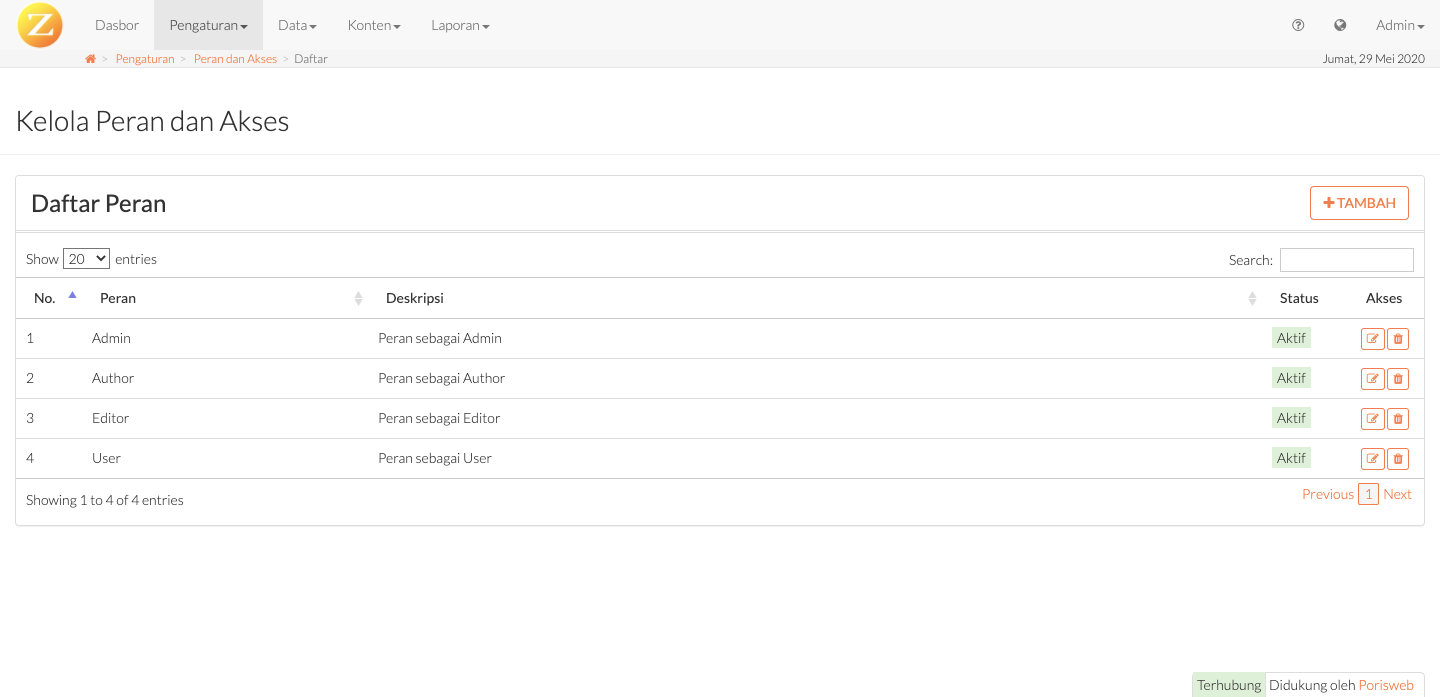 Z Dasbor Pengaturan Data Konten Laporan Admin
> Pengaturan > Peran dan Akses > Daftar Jumat, 29 Mei 2020
Kelola Peran dan Akses
Daftar Peran TAMBAH
Show 20 entries Search:
No. Peran Deskripsi Status Akses
1 Admin Peran sebagai Admin Aktif
2 Author Peran sebagai Author Aktif
3 Editor Peran sebagai Editor Aktif
4 User Peran sebagai User Aktif
Showing 1 to 4 of 4 entries Previous 1 Next
Terhubung Didukung oleh Porisweb